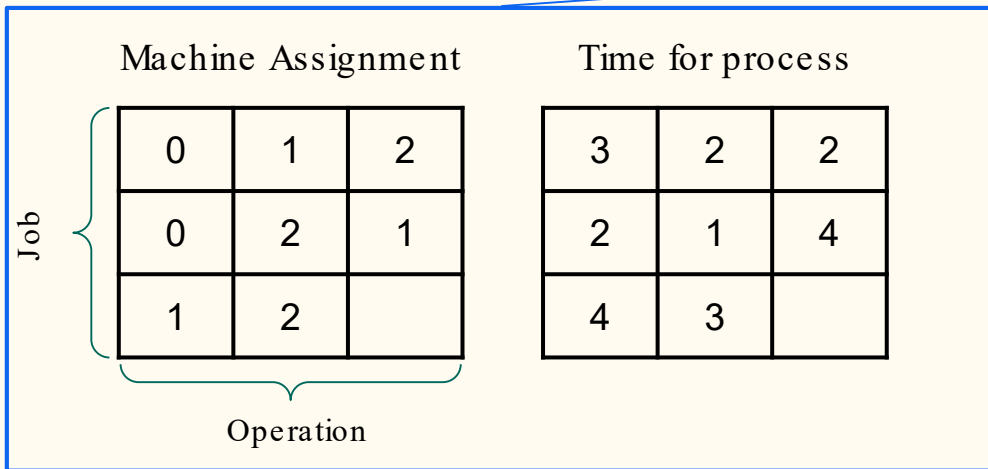 Machine Assignment Time for process
0 1 2 3 2 2
Job
0 2 1 2 1 4
1 2 4 3
Operation